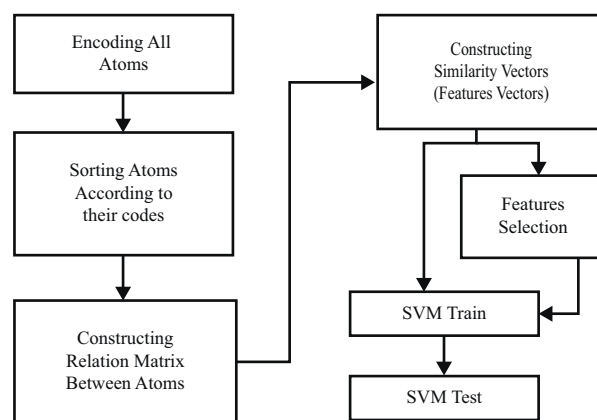 Encoding All
Atoms
Sorting Atoms
According to
their codes
Constructing
Relation Matrix
Between Atoms
Constructing
Similarity Vectors
(Features Vectors)
Features
Selection
SVM Train
SVM Test